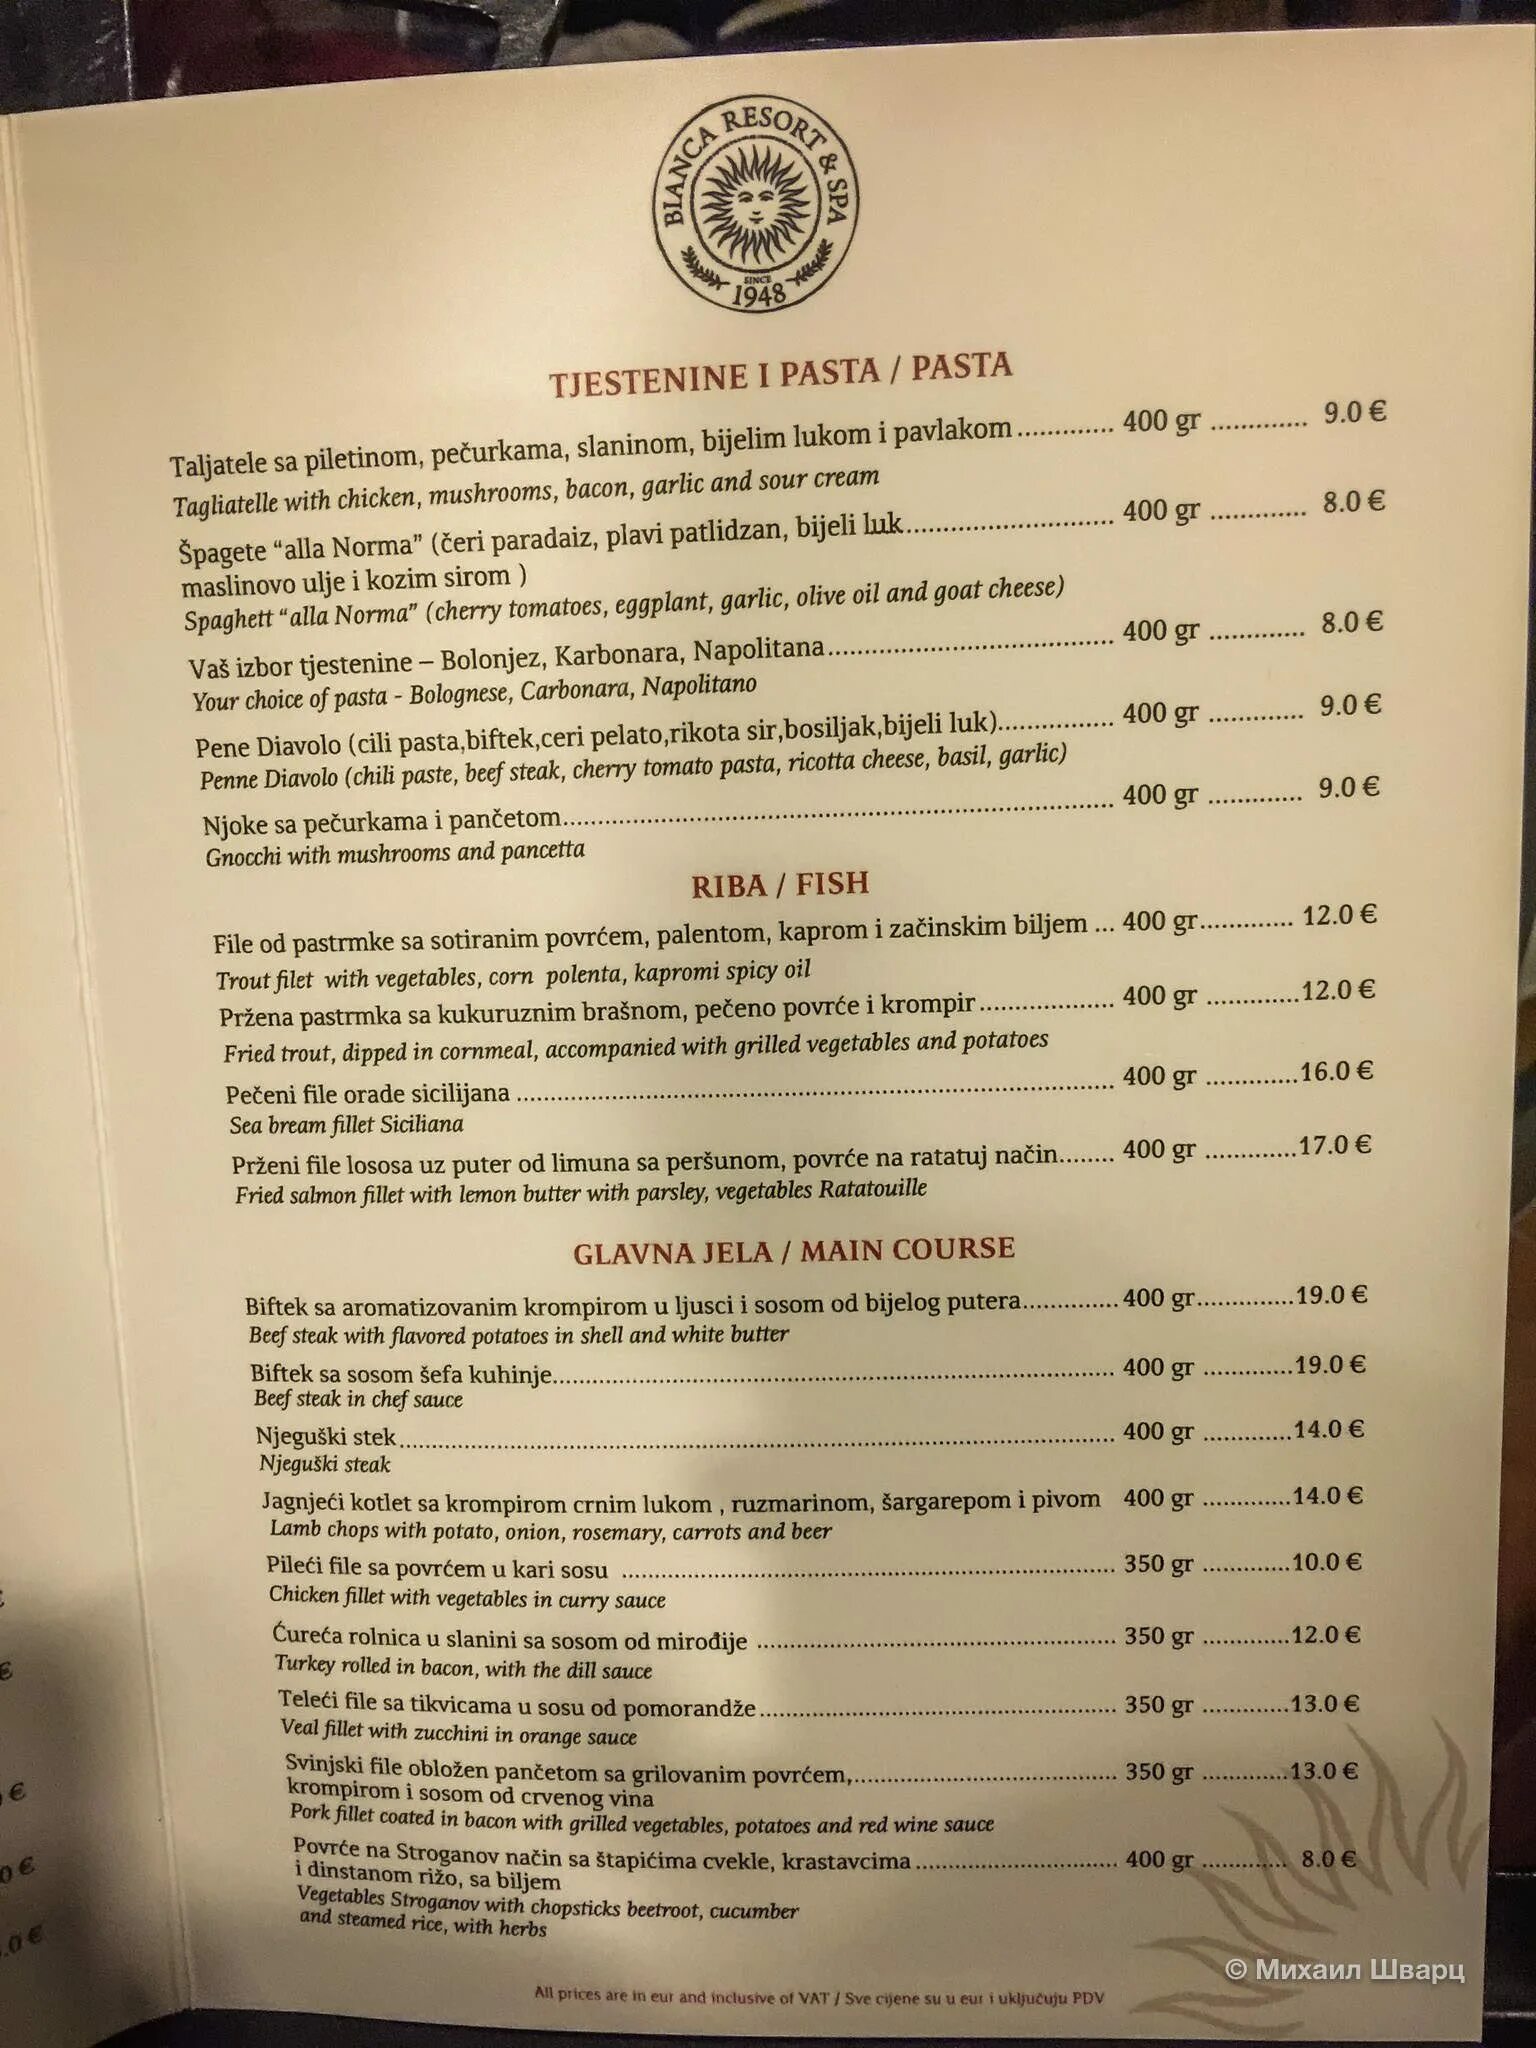 BIANCA RESORT & SPA
SINCE
1948
TJESTENINE I PASTA / PASTA
Taljatele sa piletinom, pečurkama, slaninom, bijelim lukom i pavlakom ............. 400 gr ............. 9.0 €
Tagliatelle with chicken, mushrooms, bacon, garlic and sour cream
Špagete “alla Norma” (čeri paradaiz, plavi patlidzan, bijeli luk ............. 400 gr ............. 8.0 €
maslinovo ulje i kozim sirom )
Spaghett “alla Norma” (cherry tomatoes, eggplant, garlic, olive oil and goat cheese)
Vaš izbor tjestenine – Bolonjez, Karbonara, Napolitana ............. 400 gr ............. 8.0 €
Your choice of pasta - Bolognese, Carbonara, Napolitano
Pene Diavolo (cili pasta,biftek,ceri pelato,rikota sir,bosiljak,bijeli luk) ............. 400 gr ............. 9.0 €
Penne Diavolo (chili paste, beef steak, cherry tomato pasta, ricotta cheese, basil, garlic)
Njoke sa pečurkama i pančetom ............. 400 gr ............. 9.0 €
Gnocchi with mushrooms and pancetta
RIBA / FISH
File od pastrmke sa sotiranim povrćem, palentom, kaprom i začinskim biljem ... 400 gr ............. 12.0 €
Trout filet with vegetables, corn polenta, kapromi spicy oil
Pržena pastrmka sa kukuruznim brašnom, pečeno povrće i krompir ............. 400 gr ............. 12.0 €
Fried trout, dipped in cornmeal, accompanied with grilled vegetables and potatoes
Pečeni file orade sicilijana ............. 400 gr ............. 16.0 €
Sea bream fillet Siciliana
Prženi file lososa uz puter od limuna sa peršunom, povrće na ratatuj način ........ 400 gr ............. 17.0 €
Fried salmon fillet with lemon butter with parsley, vegetables Ratatouille
GLAVNA JELA / MAIN COURSE
Biftek sa aromatizovanim krompirom u ljusci i sosom od bijelog putera ............. 400 gr ............. 19.0 €
Beef steak with flavored potatoes in shell and white butter
Biftek sa sosom šefa kuhinje ............. 400 gr ............. 19.0 €
Beef steak in chef sauce
Njeguški stek ............. 400 gr ............. 14.0 €
Njeguški steak
Jagnjeći kotlet sa krompirom crnim lukom , ruzmarinom, šargarepom i pivom 400 gr ............. 14.0 €
Lamb chops with potato, onion, rosemary, carrots and beer
Pileći file sa povrćem u kari sosu ............. 350 gr ............. 10.0 €
Chicken fillet with vegetables in curry sauce
Ćureća rolnica u slanini sa sosom od mirođije ............. 350 gr ............. 12.0 €
Turkey rolled in bacon, with the dill sauce
Teleći file sa tikvicama u sosu od pomorandže ............. 350 gr ............. 13.0 €
Veal fillet with zucchini in orange sauce
Svinjski file obložen pančetom sa grilovanim povrćem, ............. 350 gr ............. 13.0 €
krompirom i sosom od crvenog vina
Pork fillet coated in bacon with grilled vegetables, potatoes and red wine sauce
Povrće na Stroganov način sa štapićima cvekle, krastavcima ............. 400 gr ............. 8.0 €
i dinstanom rižo, sa biljem
Vegetables Stroganov with chopsticks beetroot, cucumber
and steamed rice, with herbs
All prices are in eur and inclusive of VAT / Sve cijene su u eur i uključuju PDV
© Михаил Шварц